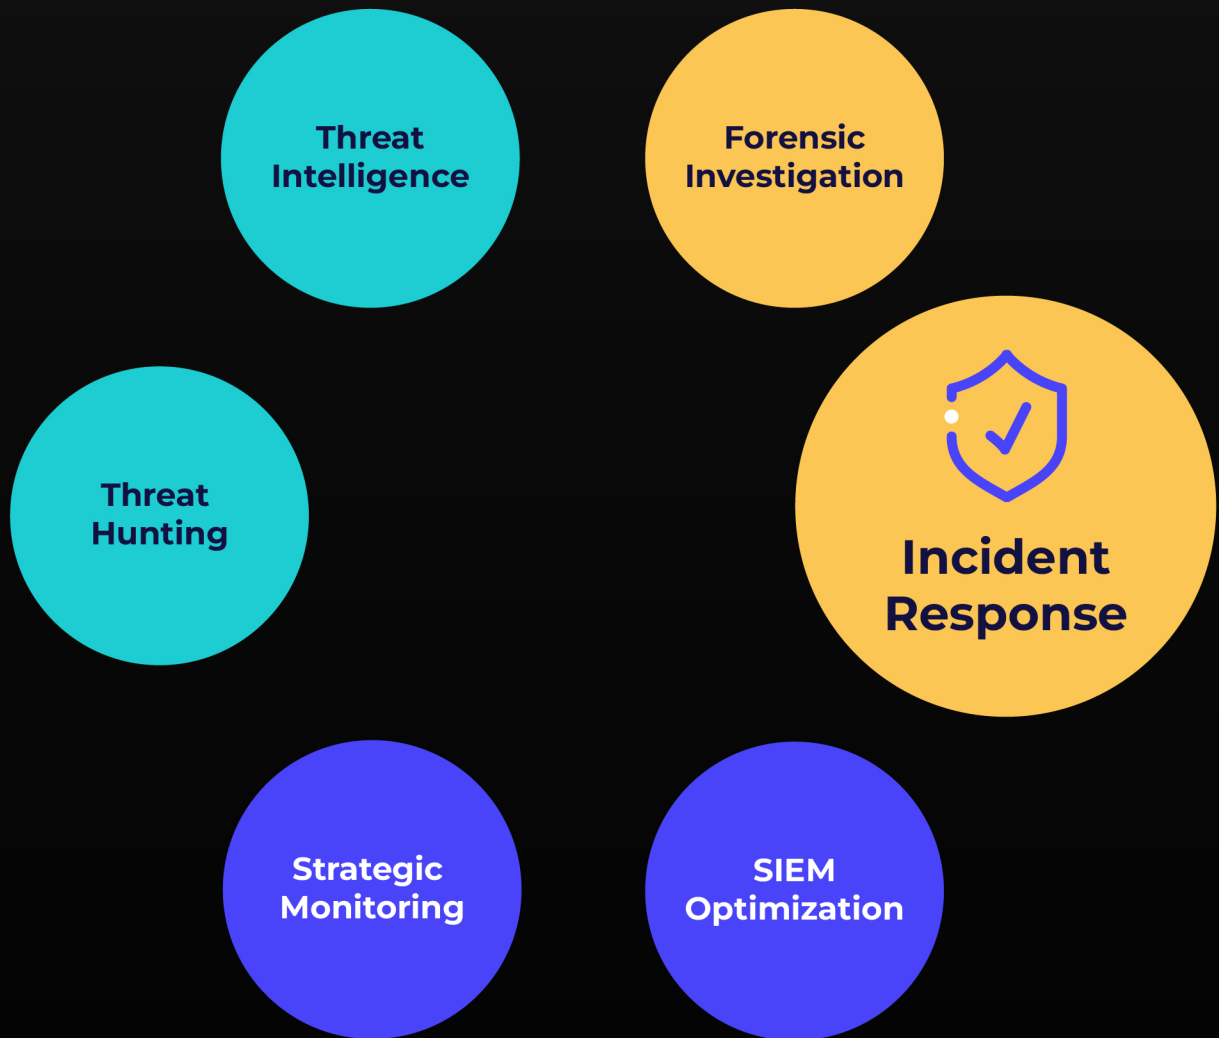 Threat
Intelligence
Forensic
Investigation
Threat
Hunting
Incident
Response
Strategic
Monitoring
SIEM
Optimization